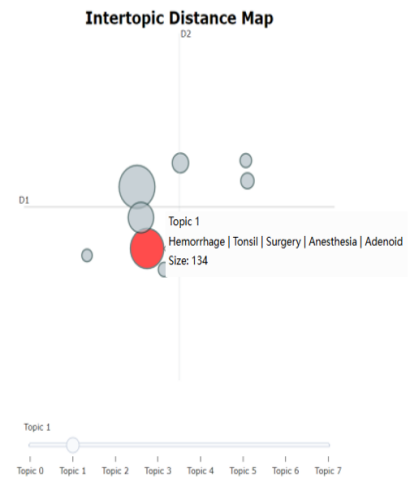 Intertopic Distance Map
D2
D1
Topic 1
Hemorrhage | Tonsil | Surgery | Anesthesia | Adenoid
Size: 134
Topic 1
Topic 0 Topic 1 Topic 2 Topic 3 Topic 4 Topic 5 Topic 6 Topic 7